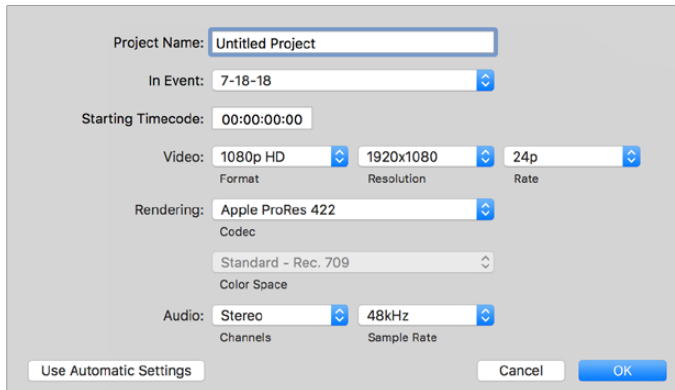 Project Name: Untitled Project
In Event: 7-18-18
Starting Timecode: 00:00:00:00
Video: 1080p HD 1920x1080 24p
Format Resolution Rate
Rendering: Apple ProRes 422
Codec
Standard - Rec. 709
Color Space
Audio: Stereo 48kHz
Channels Sample Rate
Use Automatic Settings Cancel OK